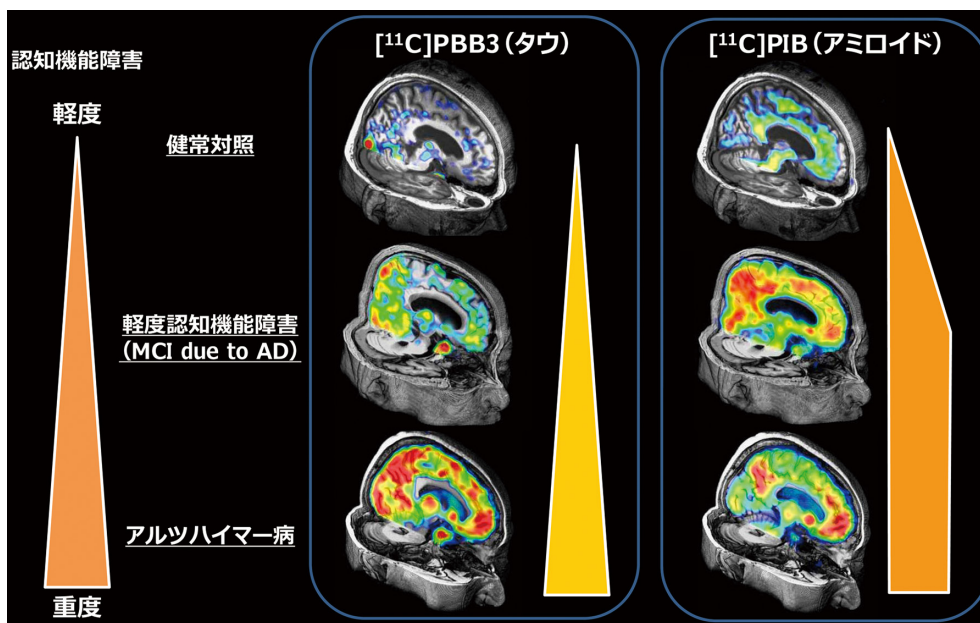 [¹¹C]PBB3（タウ）
[¹¹C]PIB（アミロイド）
認知機能障害
軽度
健常対照
軽度認知機能障害
（MCI due to AD）
アルツハイマー病
重度